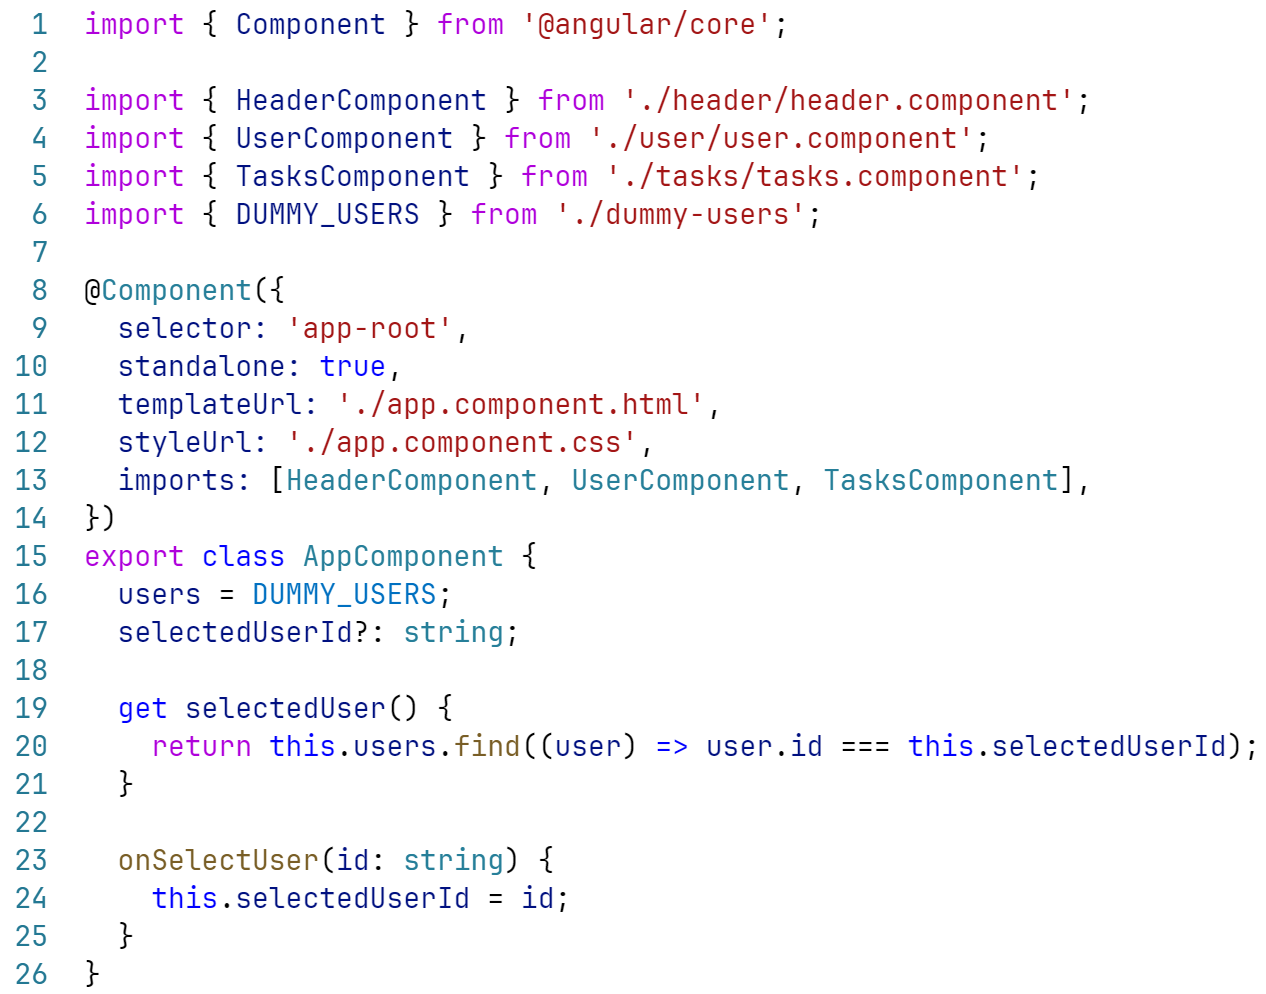 1 import { Component } from '@angular/core';
2
3 import { HeaderComponent } from './header/header.component';
4 import { UserComponent } from './user/user.component';
5 import { TasksComponent } from './tasks/tasks.component';
6 import { DUMMY_USERS } from './dummy-users';
7
8 @Component({
9   selector: 'app-root',
10   standalone: true,
11   templateUrl: './app.component.html',
12   styleUrl: './app.component.css',
13   imports: [HeaderComponent, UserComponent, TasksComponent],
14 })
15 export class AppComponent {
16   users = DUMMY_USERS;
17   selectedUserId?: string;
18
19   get selectedUser() {
20     return this.users.find((user) => user.id === this.selectedUserId);
21   }
22
23   onSelectUser(id: string) {
24     this.selectedUserId = id;
25   }
26 }